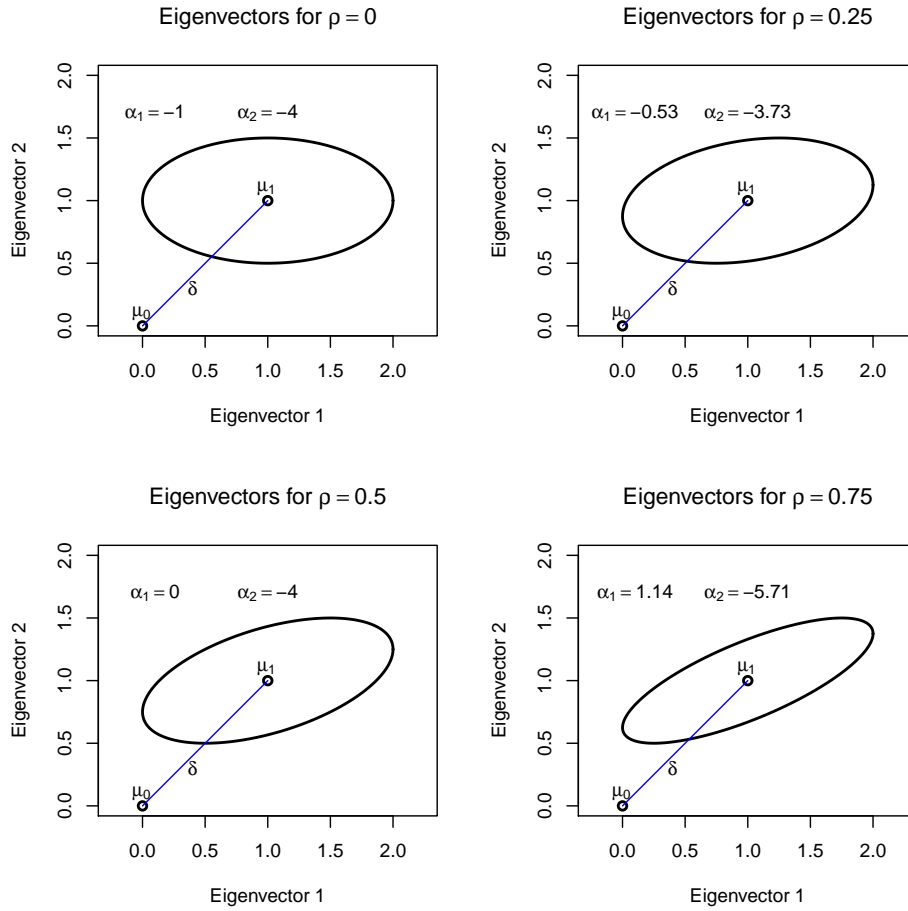 Eigenvectors for ρ = 0
α₁ = −1 α₂ = −4
μ₁
δ
μ₀
0.0 0.5 1.0 1.5 2.0
0.0 0.5 1.0 1.5 2.0
Eigenvector 1
Eigenvector 2
Eigenvectors for ρ = 0.25
α₁ = −0.53 α₂ = −3.73
μ₁
δ
μ₀
0.0 0.5 1.0 1.5 2.0
0.0 0.5 1.0 1.5 2.0
Eigenvector 1
Eigenvector 2
Eigenvectors for ρ = 0.5
α₁ = 0 α₂ = −4
μ₁
δ
μ₀
0.0 0.5 1.0 1.5 2.0
0.0 0.5 1.0 1.5 2.0
Eigenvector 1
Eigenvector 2
Eigenvectors for ρ = 0.75
α₁ = 1.14 α₂ = −5.71
μ₁
δ
μ₀
0.0 0.5 1.0 1.5 2.0
0.0 0.5 1.0 1.5 2.0
Eigenvector 1
Eigenvector 2